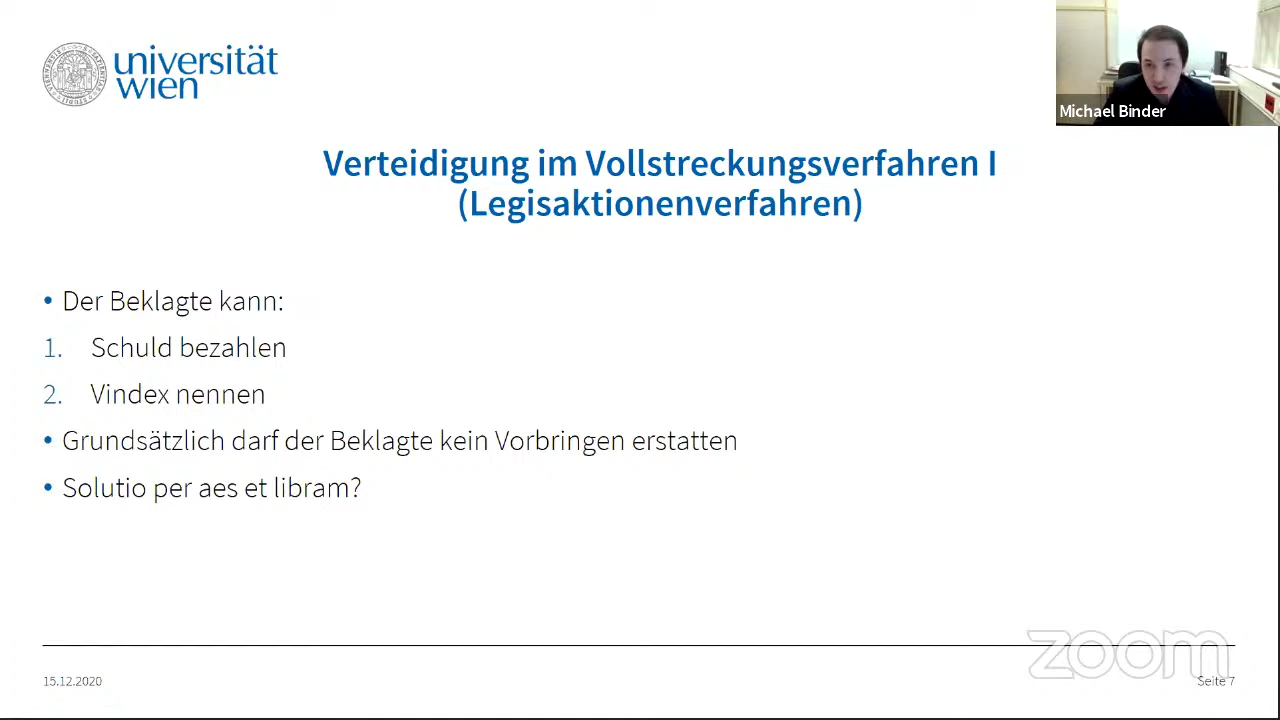 universität
wien
Michael Binder
Verteidigung im Vollstreckungsverfahren I
(Legisaktionenverfahren)
• Der Beklagte kann:
1. Schuld bezahlen
2. Vindex nennen
• Grundsätzlich darf der Beklagte kein Vorbringen erstatten
• Solutio per aes et libram?
zoom
15.12.2020
Seite 7